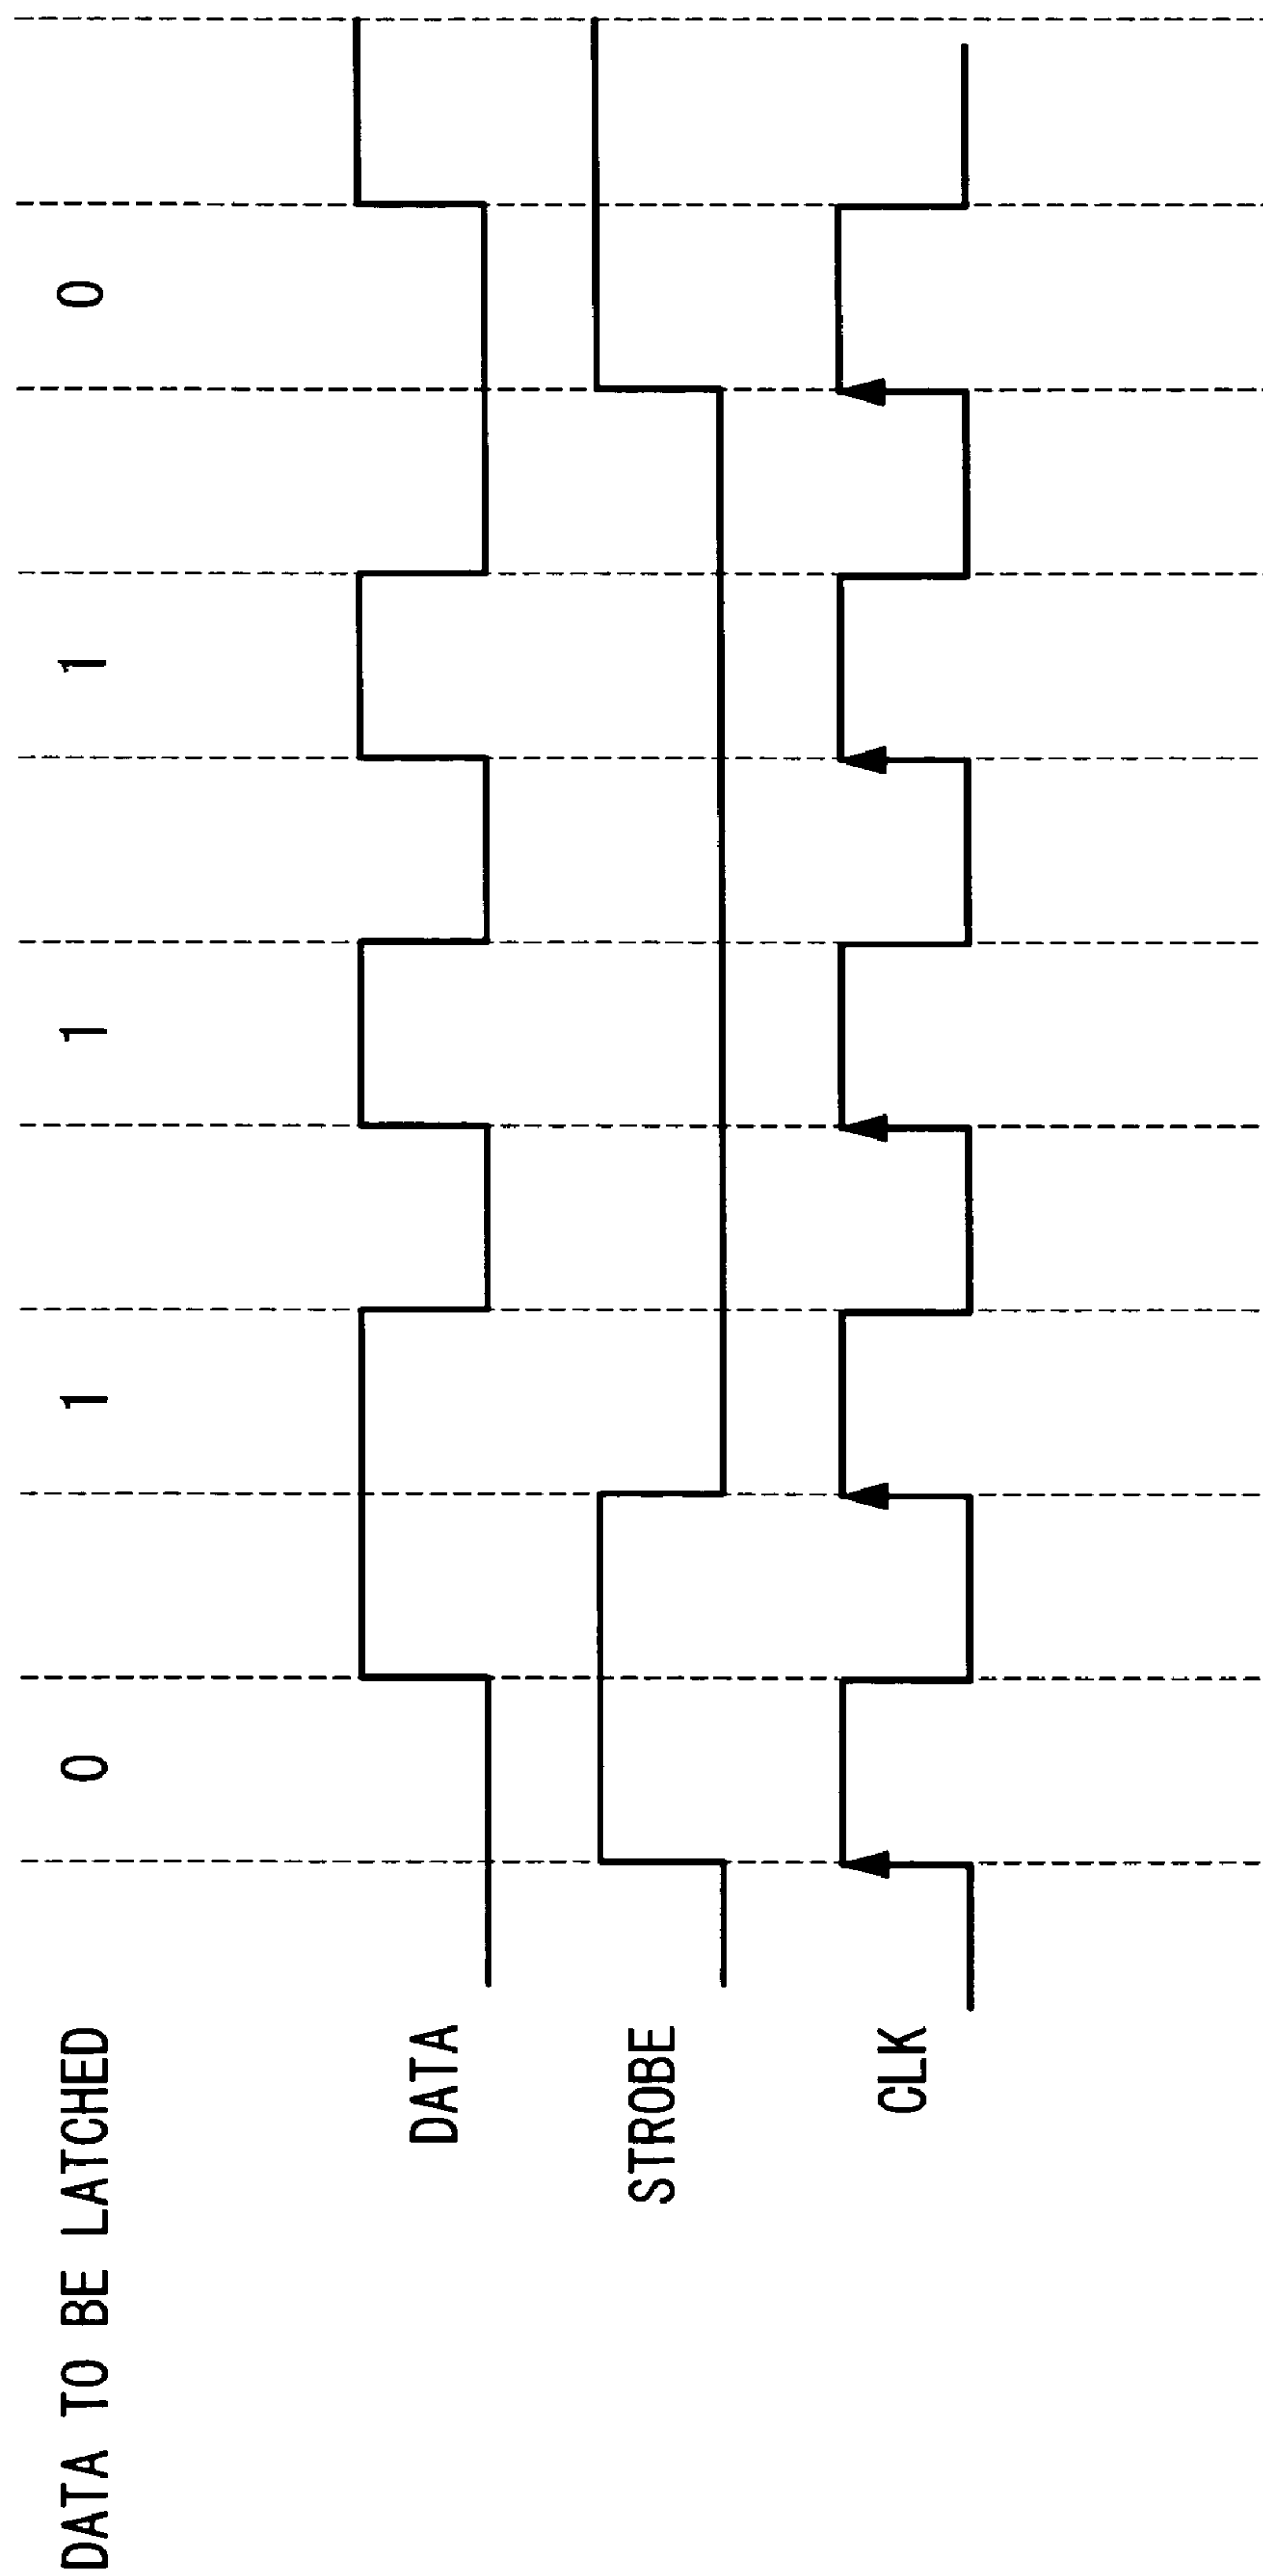 DATA TO BE LATCHED 0 1 1 1 0
DATA
STROBE
CLK